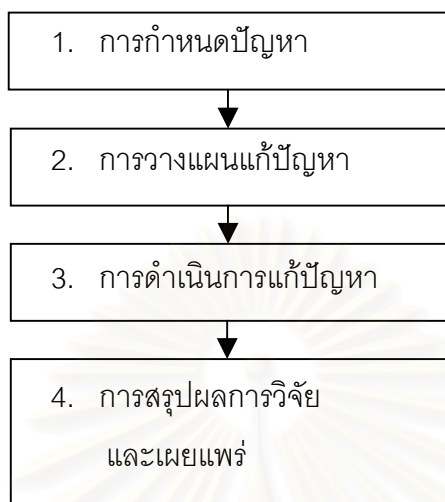 1. การกำหนดปัญหา
2. การวางแผนแก้ปัญหา
3. การดำเนินการแก้ปัญหา
4. การสรุปผลการวิจัย
และเผยแพร่